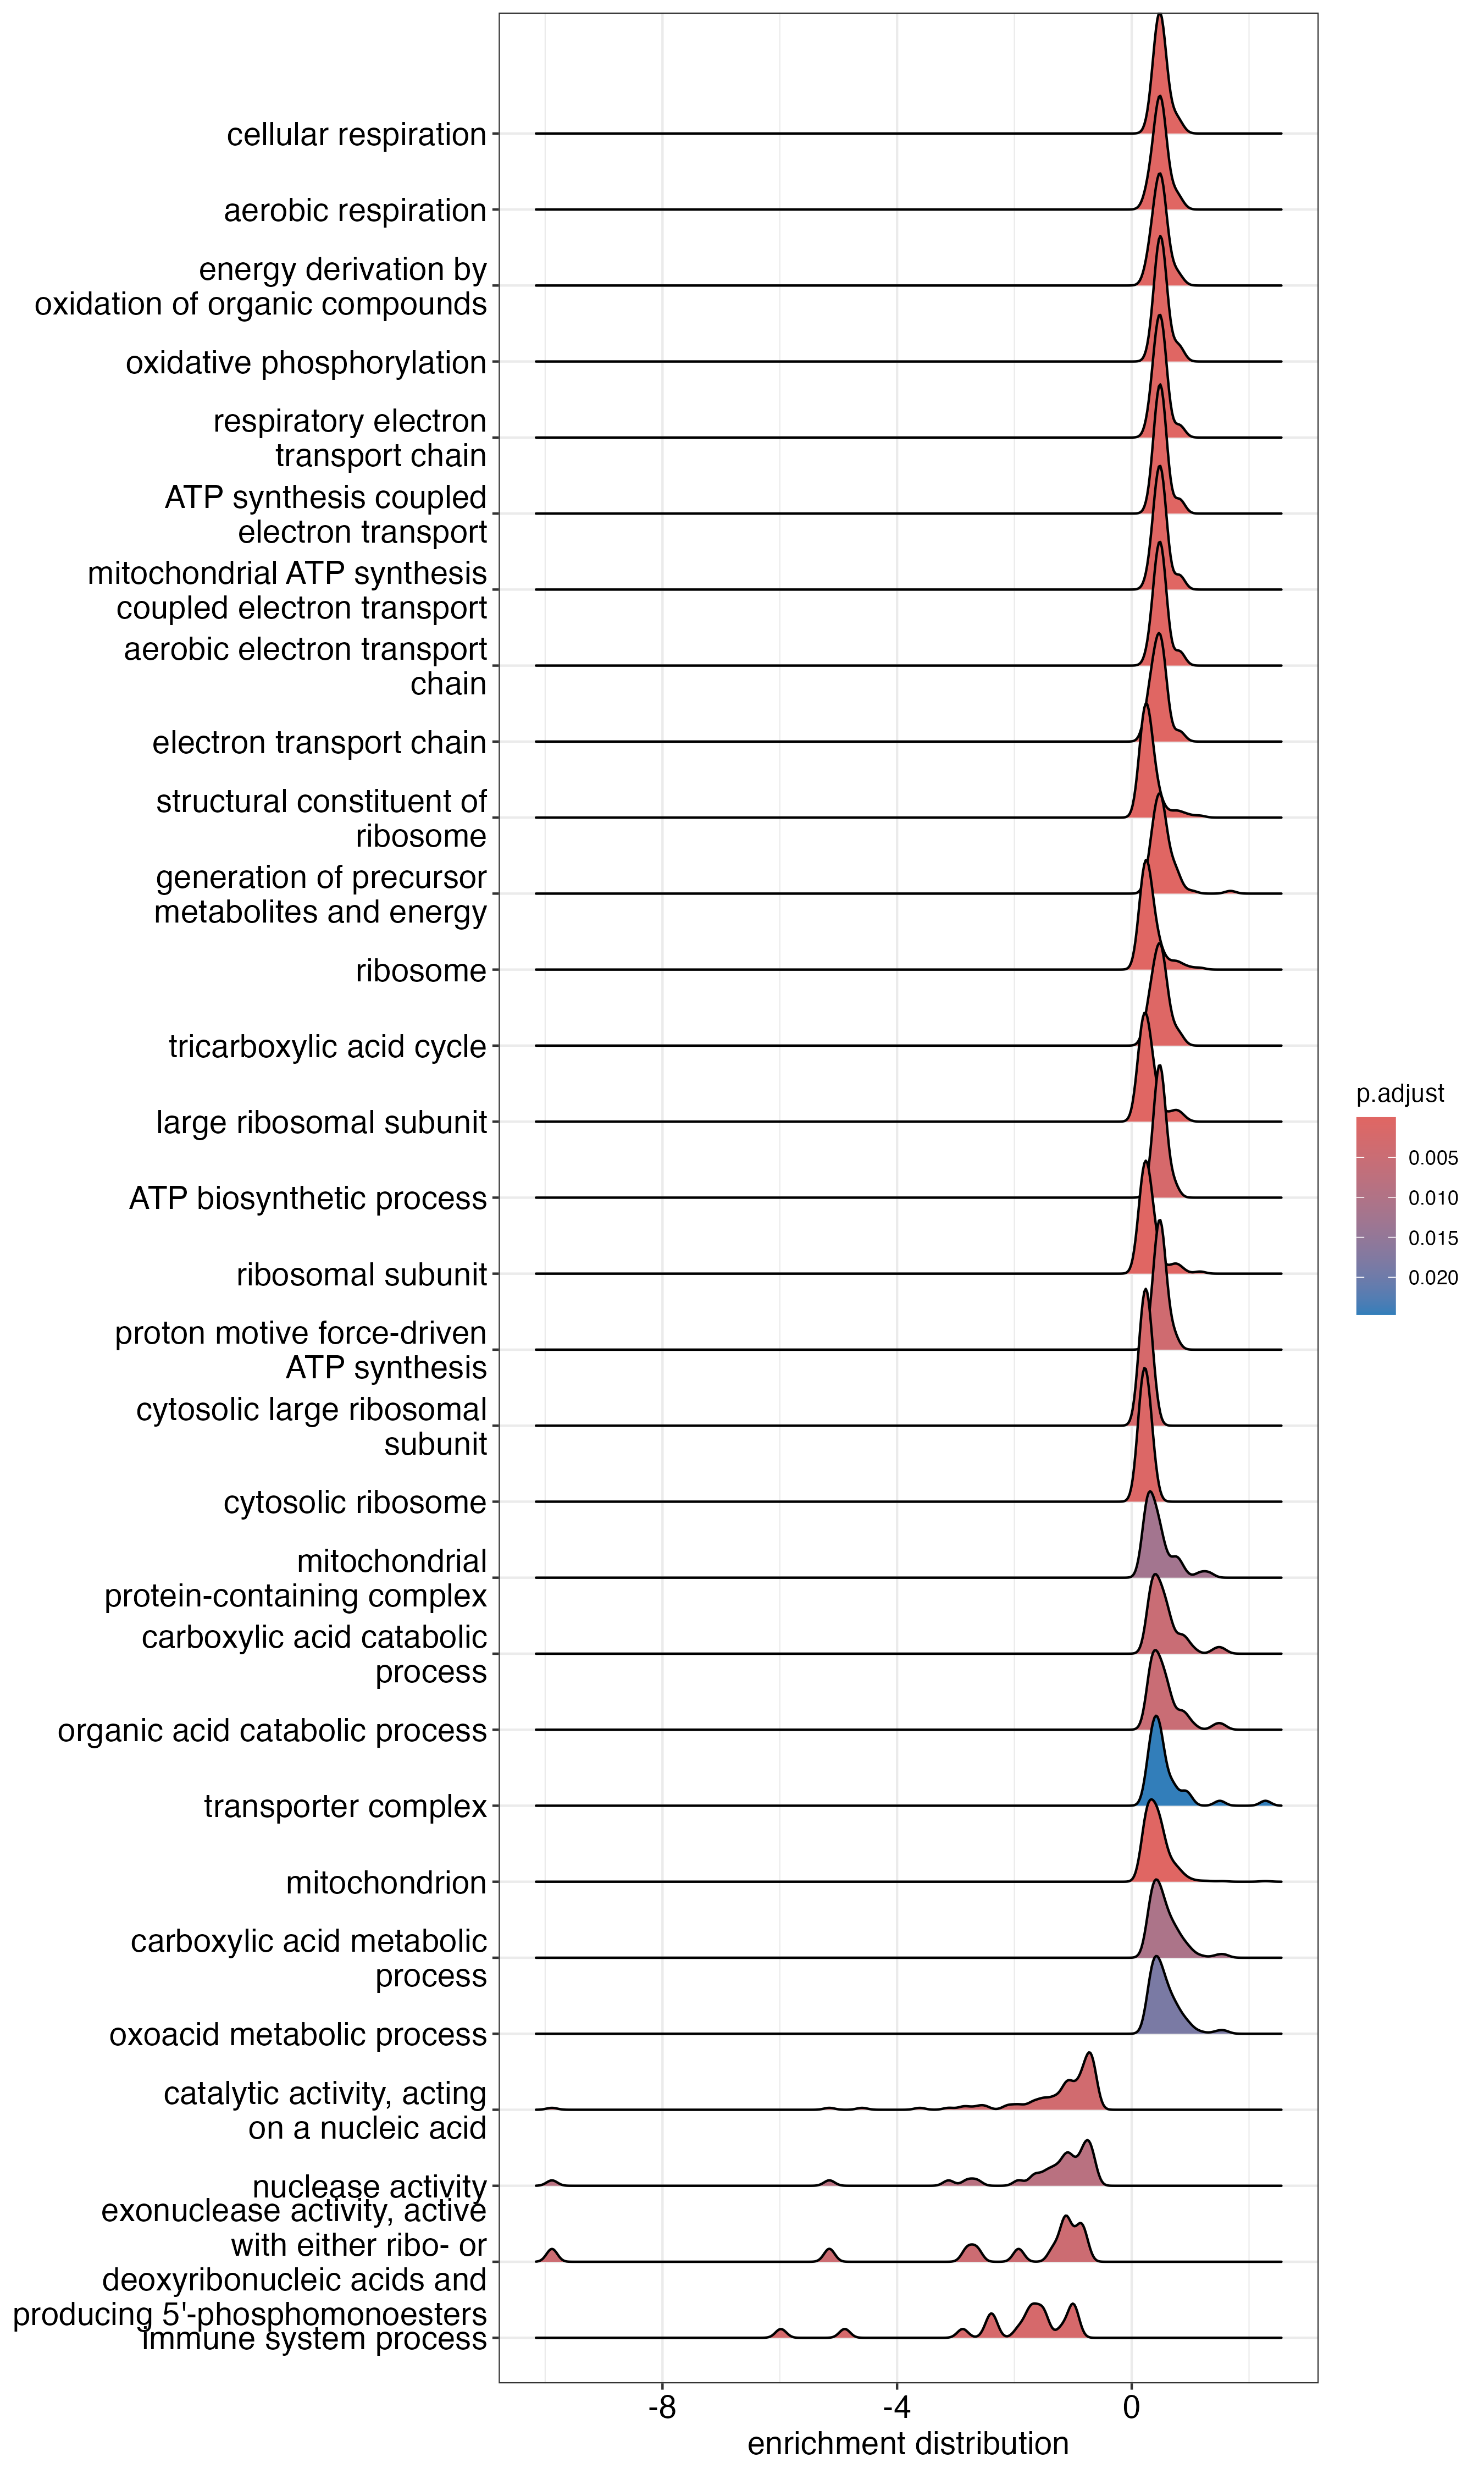 cellular respiration
aerobic respiration
energy derivation by
oxidation of organic compounds
oxidative phosphorylation
respiratory electron
transport chain
ATP synthesis coupled
electron transport
mitochondrial ATP synthesis
coupled electron transport
aerobic electron transport
chain
electron transport chain
structural constituent of
ribosome
generation of precursor
metabolites and energy
ribosome
tricarboxylic acid cycle
large ribosomal subunit
ATP biosynthetic process
ribosomal subunit
proton motive force-driven
ATP synthesis
cytosolic large ribosomal
subunit
cytosolic ribosome
mitochondrial
protein-containing complex
carboxylic acid catabolic
process
organic acid catabolic process
transporter complex
mitochondrion
carboxylic acid metabolic
process
oxoacid metabolic process
catalytic activity, acting
on a nucleic acid
nuclease activity
exonuclease activity, active
with either ribo- or
deoxyribonucleic acids and
producing 5'-phosphomonoesters
immune system process
-8
-4
0
enrichment distribution
p.adjust
0.005
0.010
0.015
0.020